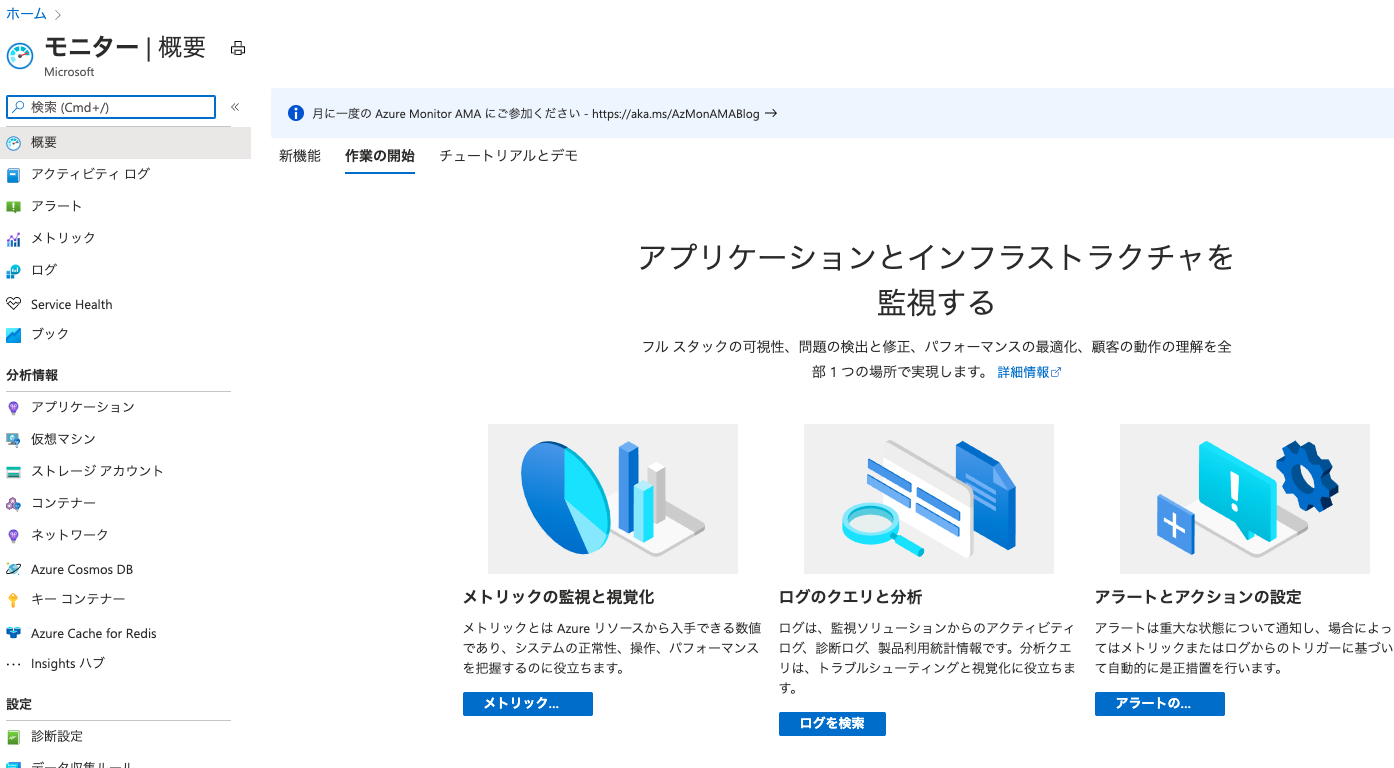 ホーム
モニター | 概要
Microsoft
検索 (Cmd+/)
概要
アクティビティ ログ
アラート
メトリック
ログ
Service Health
ブック
分析情報
アプリケーション
仮想マシン
ストレージ アカウント
コンテナー
ネットワーク
Azure Cosmos DB
キー コンテナー
Azure Cache for Redis
Insights ハブ
設定
診断設定
データ収集ルール
月に一度の Azure Monitor AMA にご参加ください - https://aka.ms/AzMonAMABlog →
新機能 作業の開始 チュートリアルとデモ
アプリケーションとインフラストラクチャを
監視する
フル スタックの可視性、問題の検出と修正、パフォーマンスの最適化、顧客の動作の理解を全
部 1 つの場所で実現します。 詳細情報
メトリックの監視と視覚化
メトリックとは Azure リソースから入手できる数値
であり、システムの正常性、操作、パフォーマンス
を把握するのに役立ちます。
メトリック...
ログのクエリと分析
ログは、監視ソリューションからのアクティビティ
ログ、診断ログ、製品利用統計情報です。分析クエ
リは、トラブルシューティングと視覚化に役立ちま
す。
ログを検索
アラートとアクションの設定
アラートは重大な状態について通知し、場合によっ
てはメトリックまたはログからのトリガーに基づい
て自動的に是正措置を行います。
アラートの...